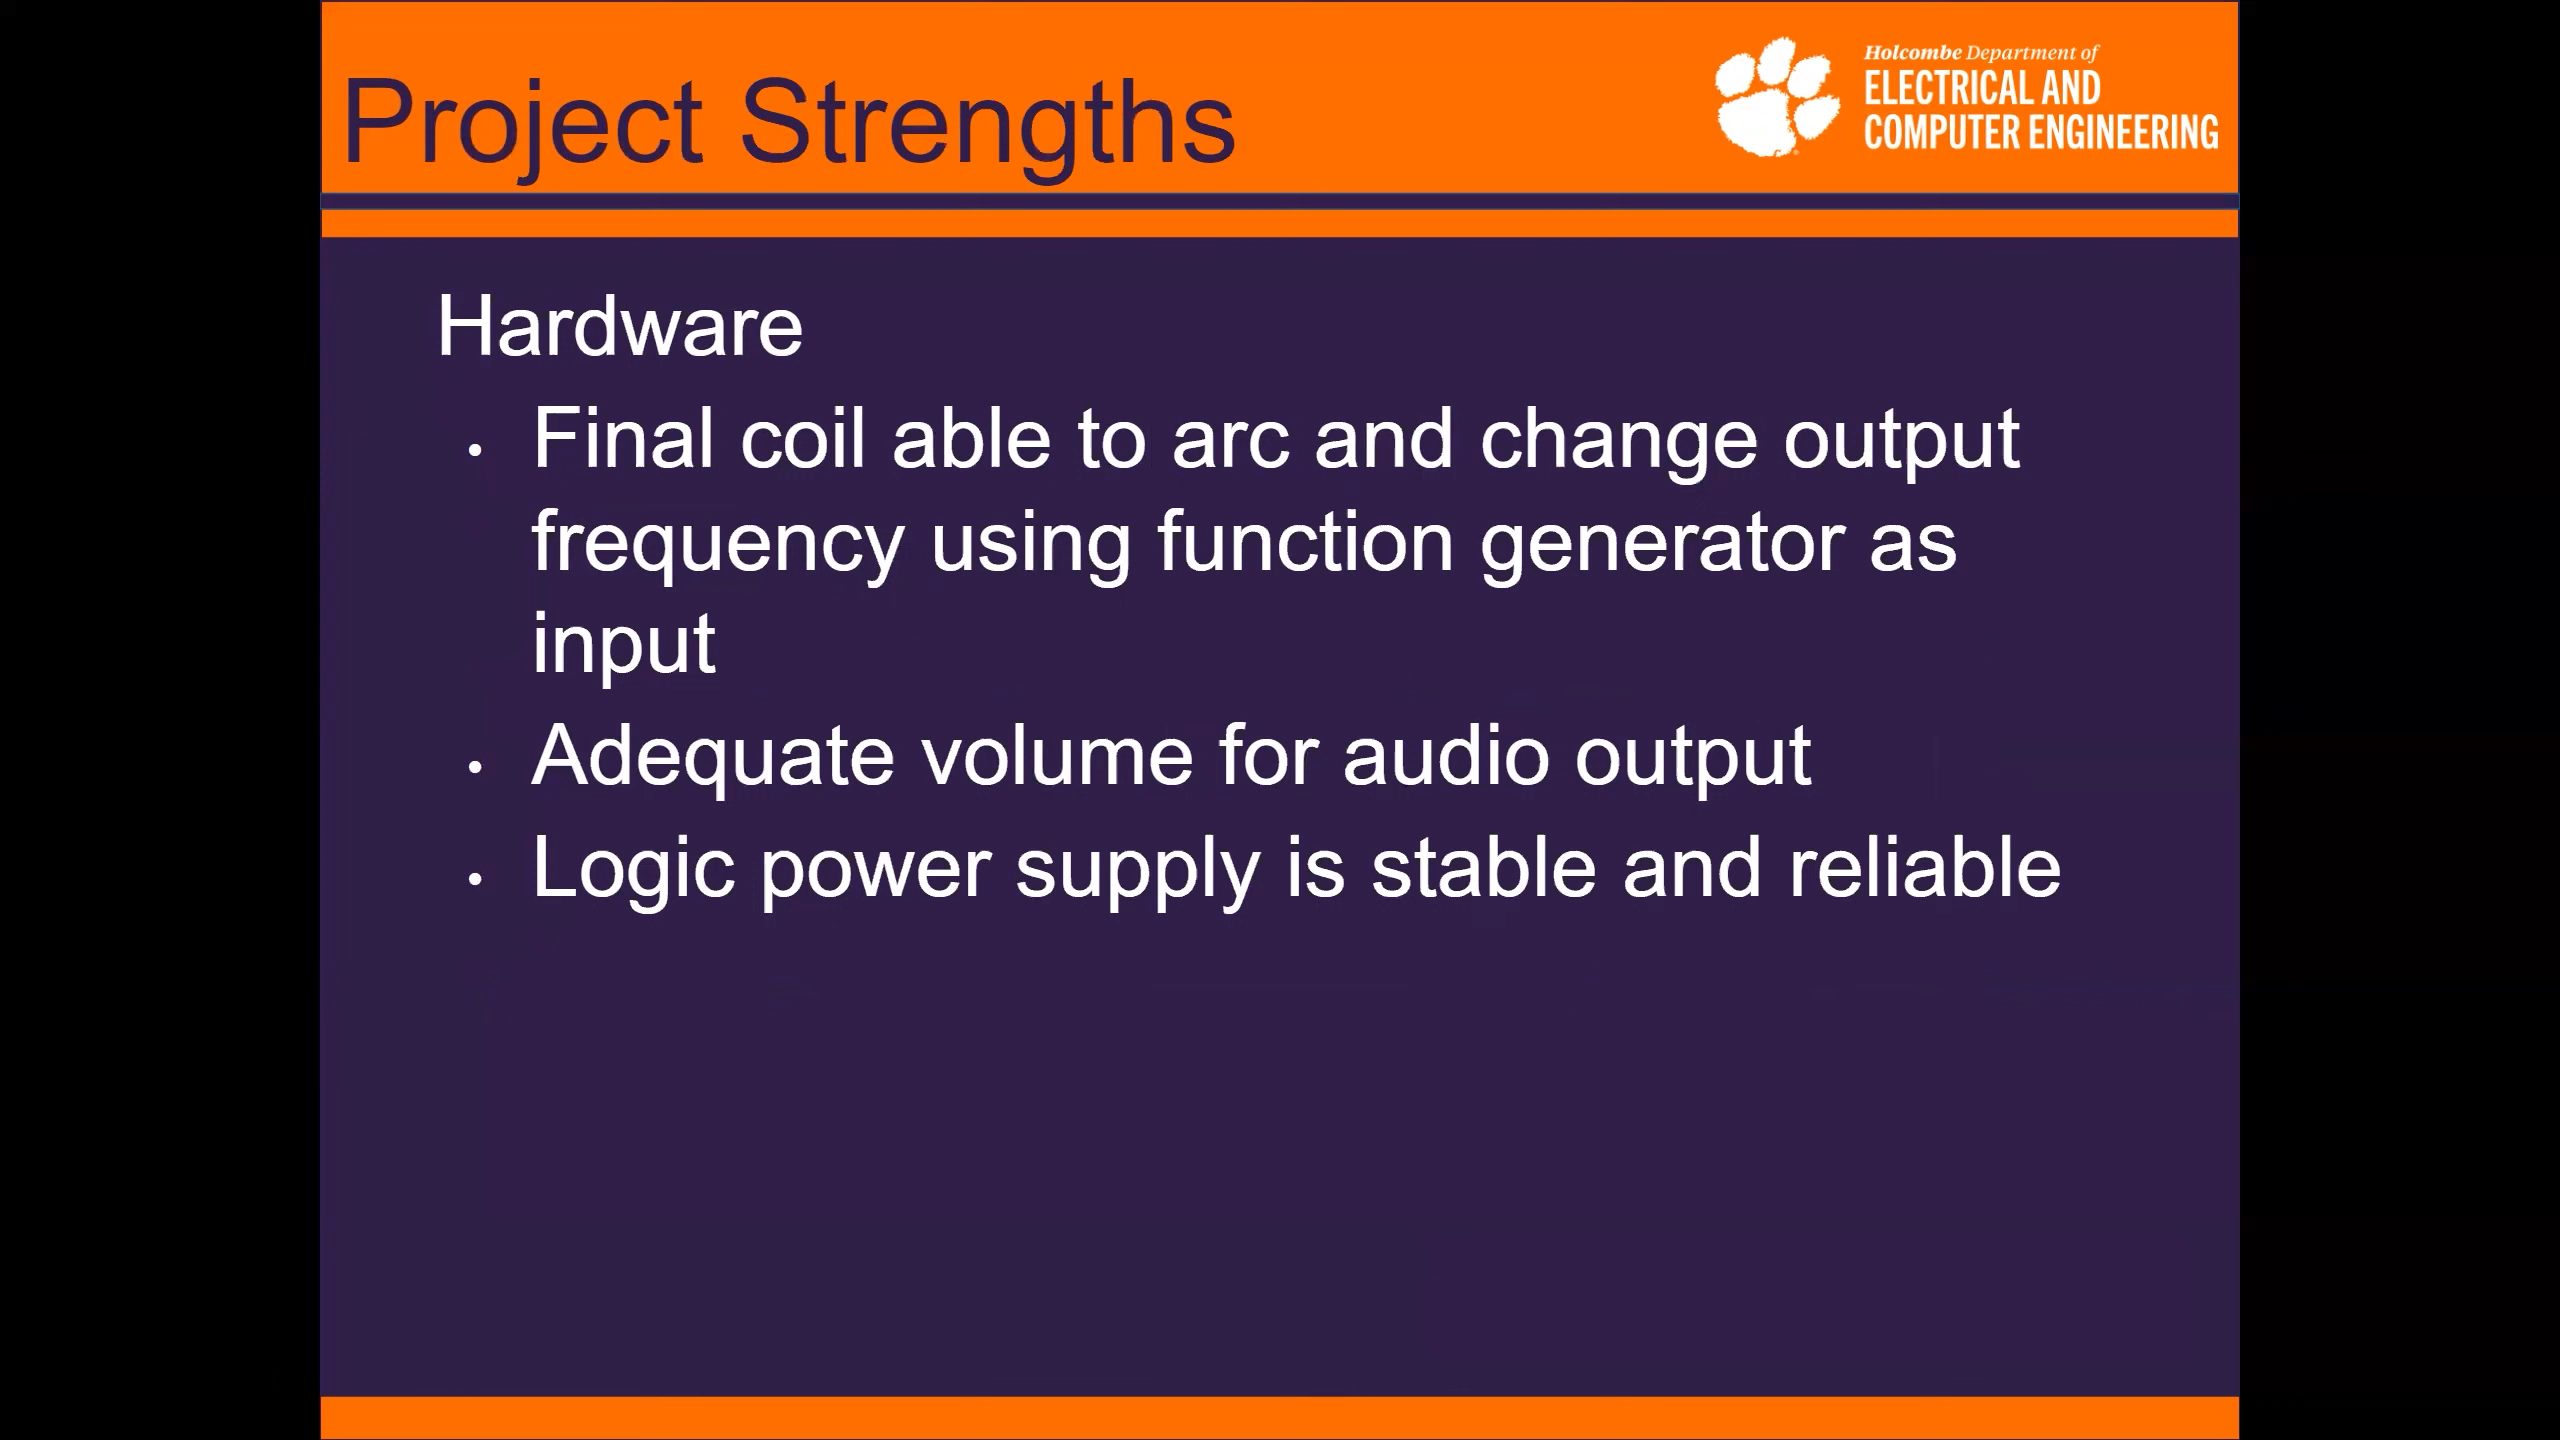 Project Strengths
Holcombe Department of
ELECTRICAL AND
COMPUTER ENGINEERING
Hardware
• Final coil able to arc and change output
frequency using function generator as
input
• Adequate volume for audio output
• Logic power supply is stable and reliable